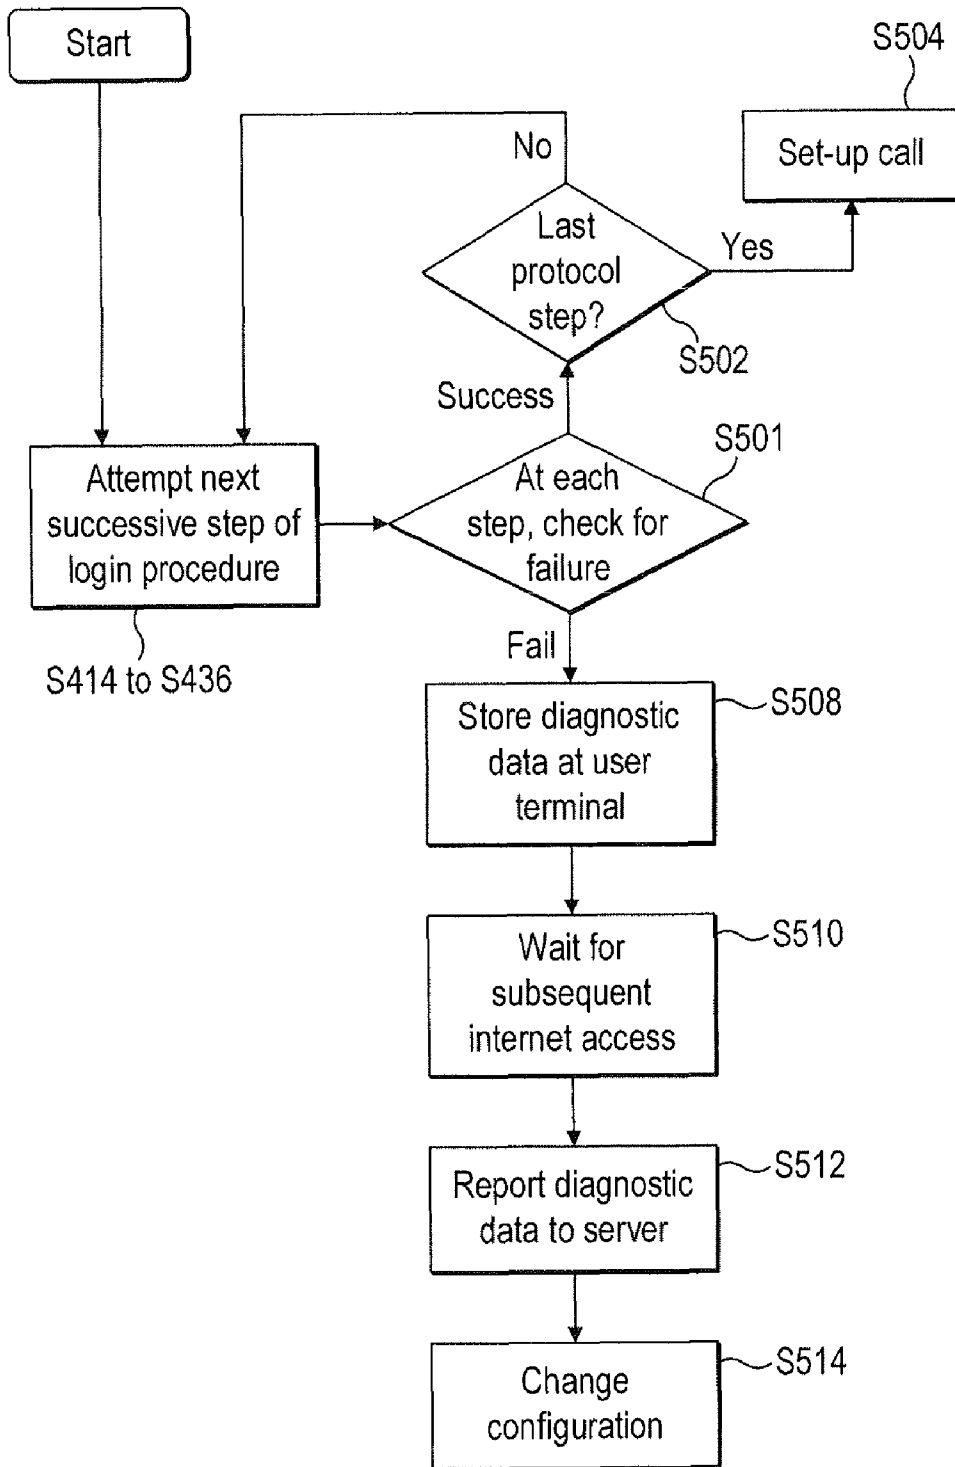 Start
S504
Set-up call
No
Last
protocol
step?
Yes
S502
Success
S501
Attempt next
successive step of
login procedure
At each
step, check for
failure
S414 to S436
Fail
S508
Store diagnostic
data at user
terminal
S510
Wait for
subsequent
internet access
S512
Report diagnostic
data to server
S514
Change
configuration